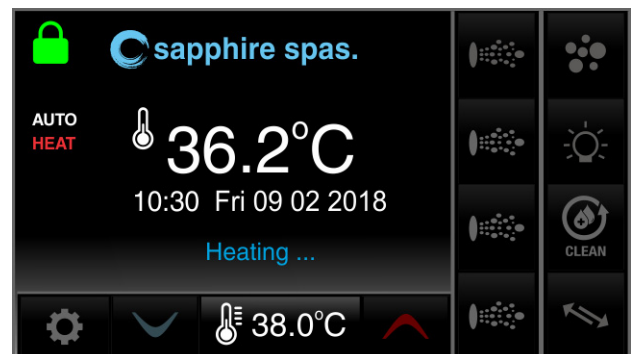 sapphire spas.
AUTO
HEAT
36.2°C
10:30 Fri 09 02 2018
Heating ...
38.0°C
CLEAN